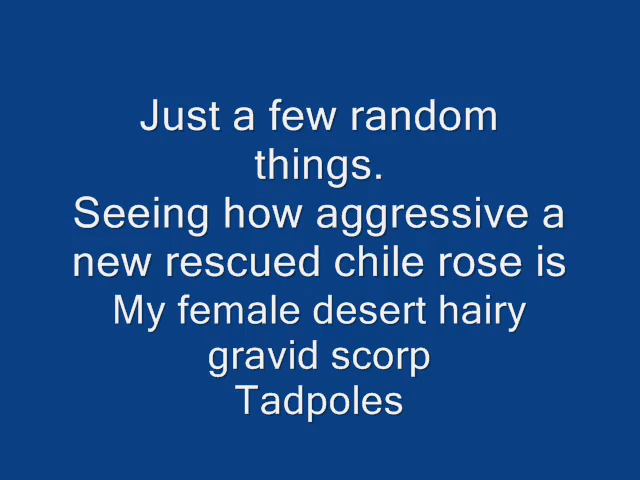 Just a few random
things.
Seeing how aggressive a
new rescued chile rose is
My female desert hairy
gravid scorp
Tadpoles